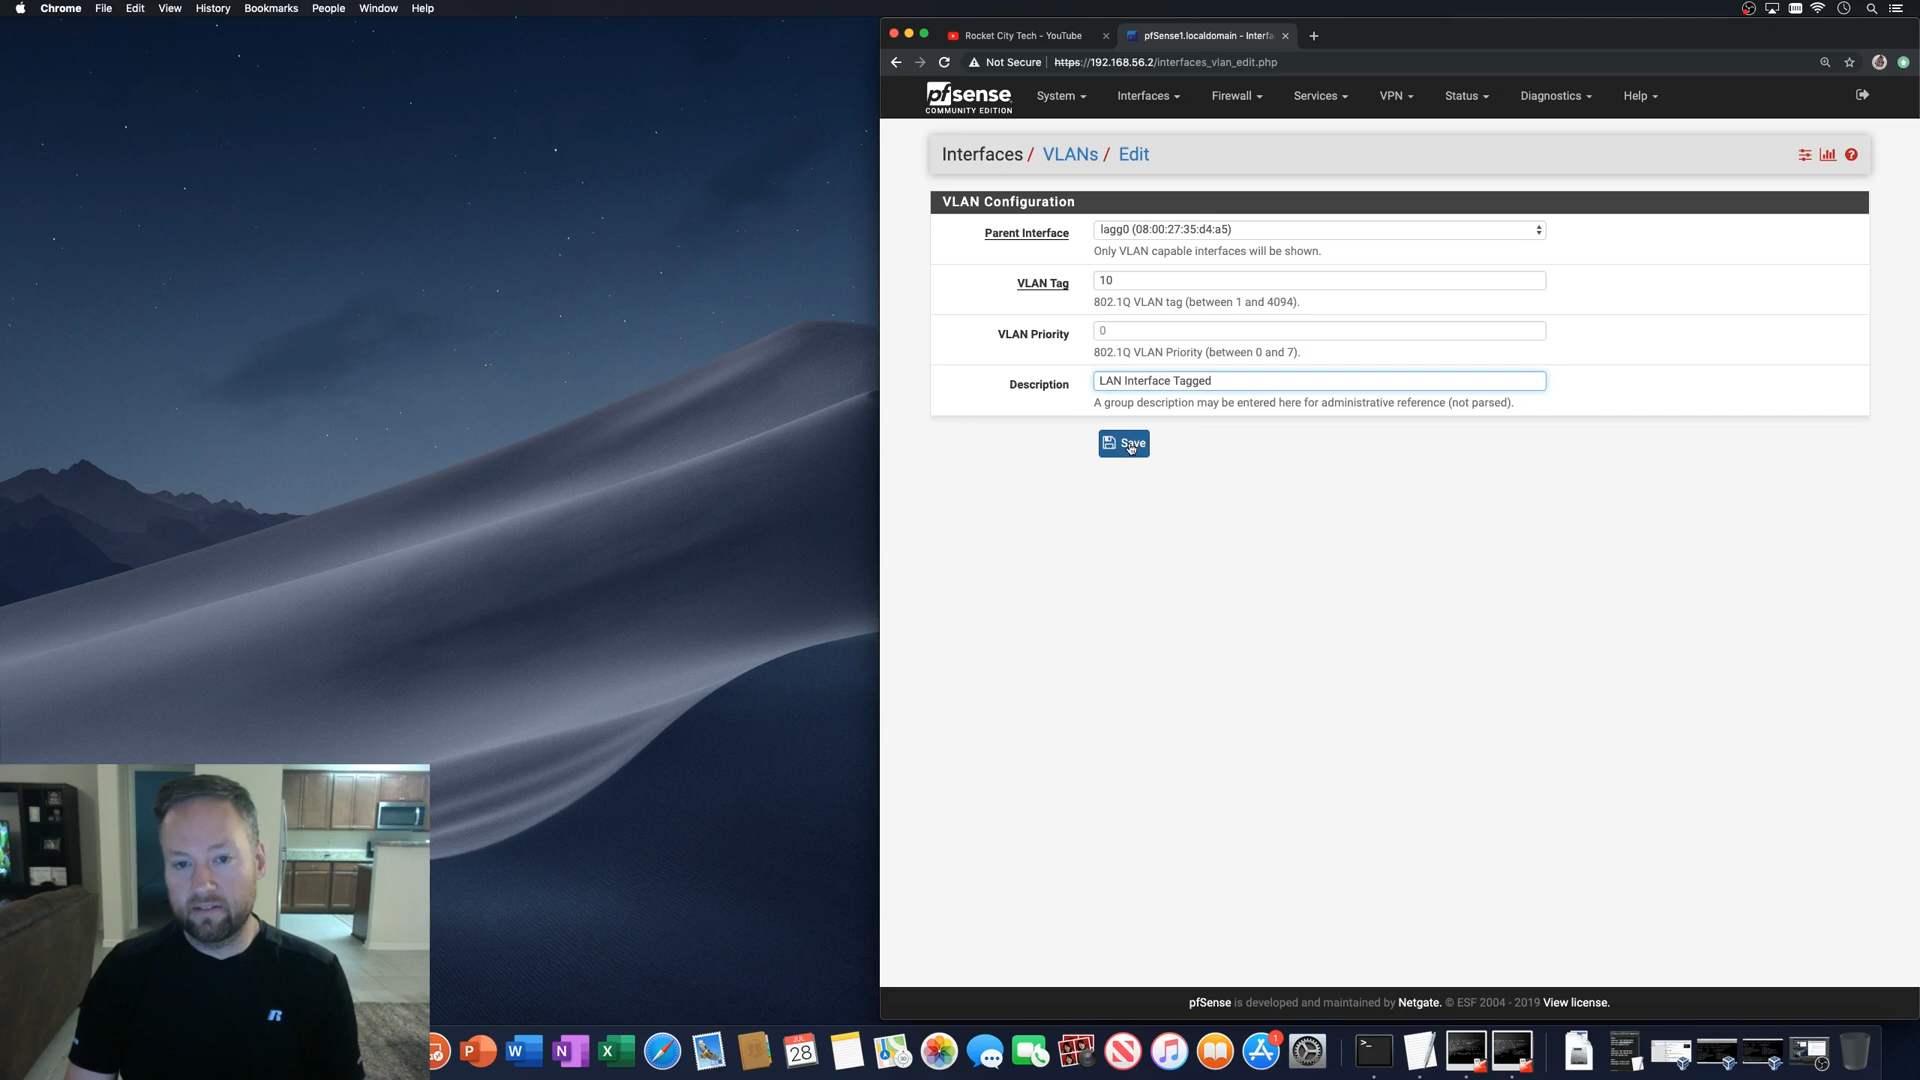 Chrome File Edit View History Bookmarks People Window Help
Rocket City Tech - YouTube
pfSense1.localdomain - Interfa
Not Secure
https://192.168.56.2/interfaces_vlan_edit.php
pfsense
COMMUNITY EDITION
System Interfaces Firewall Services VPN Status Diagnostics Help
Interfaces / VLANs / Edit
VLAN Configuration
Parent Interface
lagg0 (08:00:27:35:d4:a5)
Only VLAN capable interfaces will be shown.
VLAN Tag
10
802.1Q VLAN tag (between 1 and 4094).
VLAN Priority
0
802.1Q VLAN Priority (between 0 and 7).
Description
LAN Interface Tagged
A group description may be entered here for administrative reference (not parsed).
Save
pfSense is developed and maintained by Netgate. © ESF 2004 - 2019 View license.
P
W
N
X
JUL
28
1